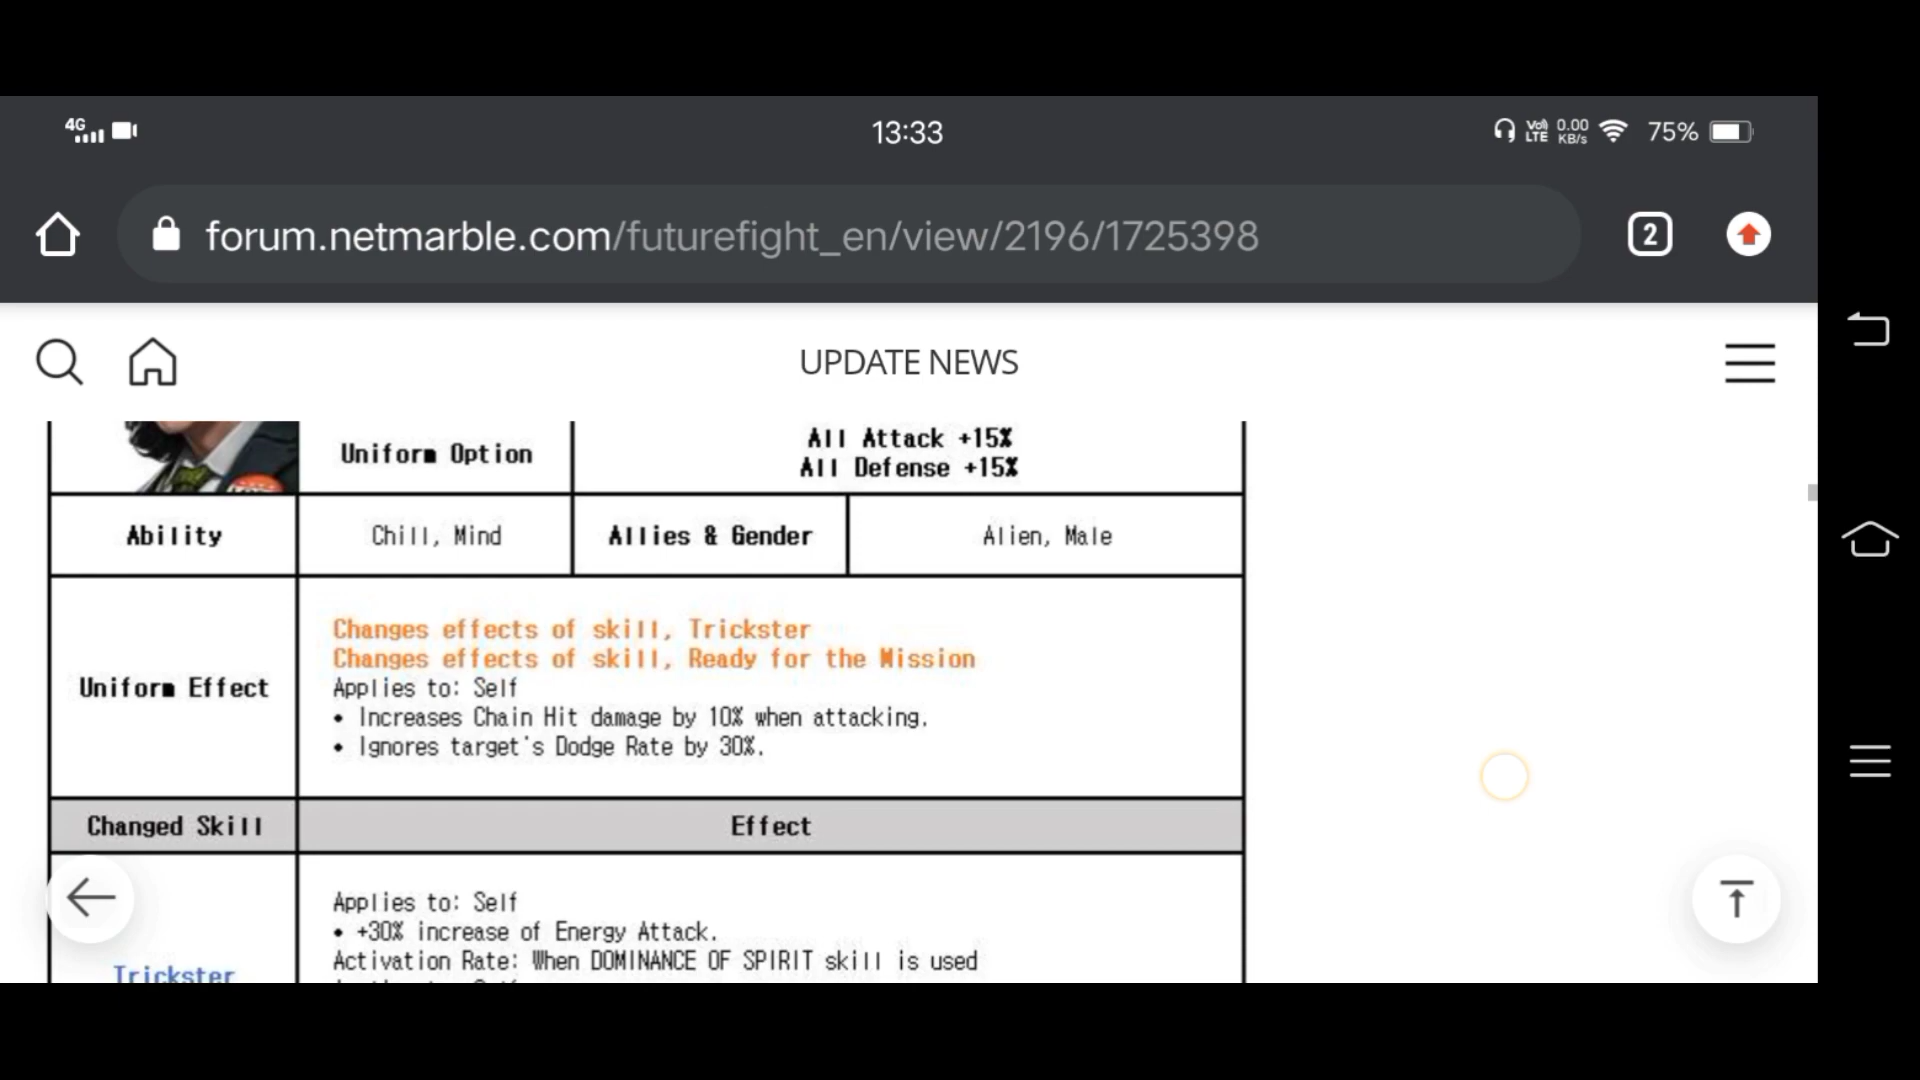 4G
13:33
Vo)) LTE
0.00 KB/s
75%
forum.netmarble.com/futurefight_en/view/2196/1725398
2
UPDATE NEWS
Uniform Option
All Attack +15%
All Defense +15%
Ability
Chill, Mind
Allies & Gender
Alien, Male
Uniform Effect
Changes effects of skill, Trickster
Changes effects of skill, Ready for the Mission
Applies to: Self
• Increases Chain Hit damage by 10% when attacking.
• Ignores target's Dodge Rate by 30%.
Changed Skill
Effect
Trickster
Applies to: Self
• +30% increase of Energy Attack.
Activation Rate: When DOMINANCE OF SPIRIT skill is used